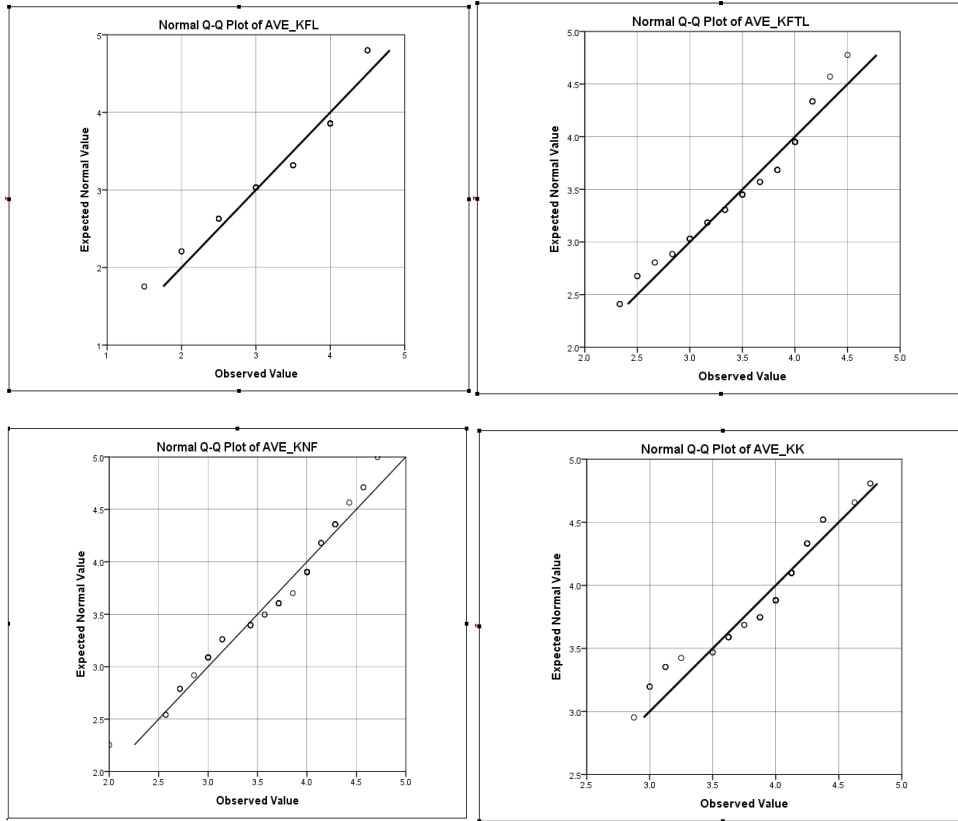 Normal Q-Q Plot of AVE_KFL
Expected Normal Value
5
4
3
2
1
1 2 3 4 5
Observed Value
Normal Q-Q Plot of AVE_KFTL
Expected Normal Value
5.0
4.5
4.0
3.5
3.0
2.5
2.0
2.0 2.5 3.0 3.5 4.0 4.5 5.0
Observed Value
Normal Q-Q Plot of AVE_KNF
Expected Normal Value
5.0
4.5
4.0
3.5
3.0
2.5
2.0
2.0 2.5 3.0 3.5 4.0 4.5 5.0
Observed Value
Normal Q-Q Plot of AVE_KK
Expected Normal Value
5.0
4.5
4.0
3.5
3.0
2.5
2.5 3.0 3.5 4.0 4.5 5.0
Observed Value